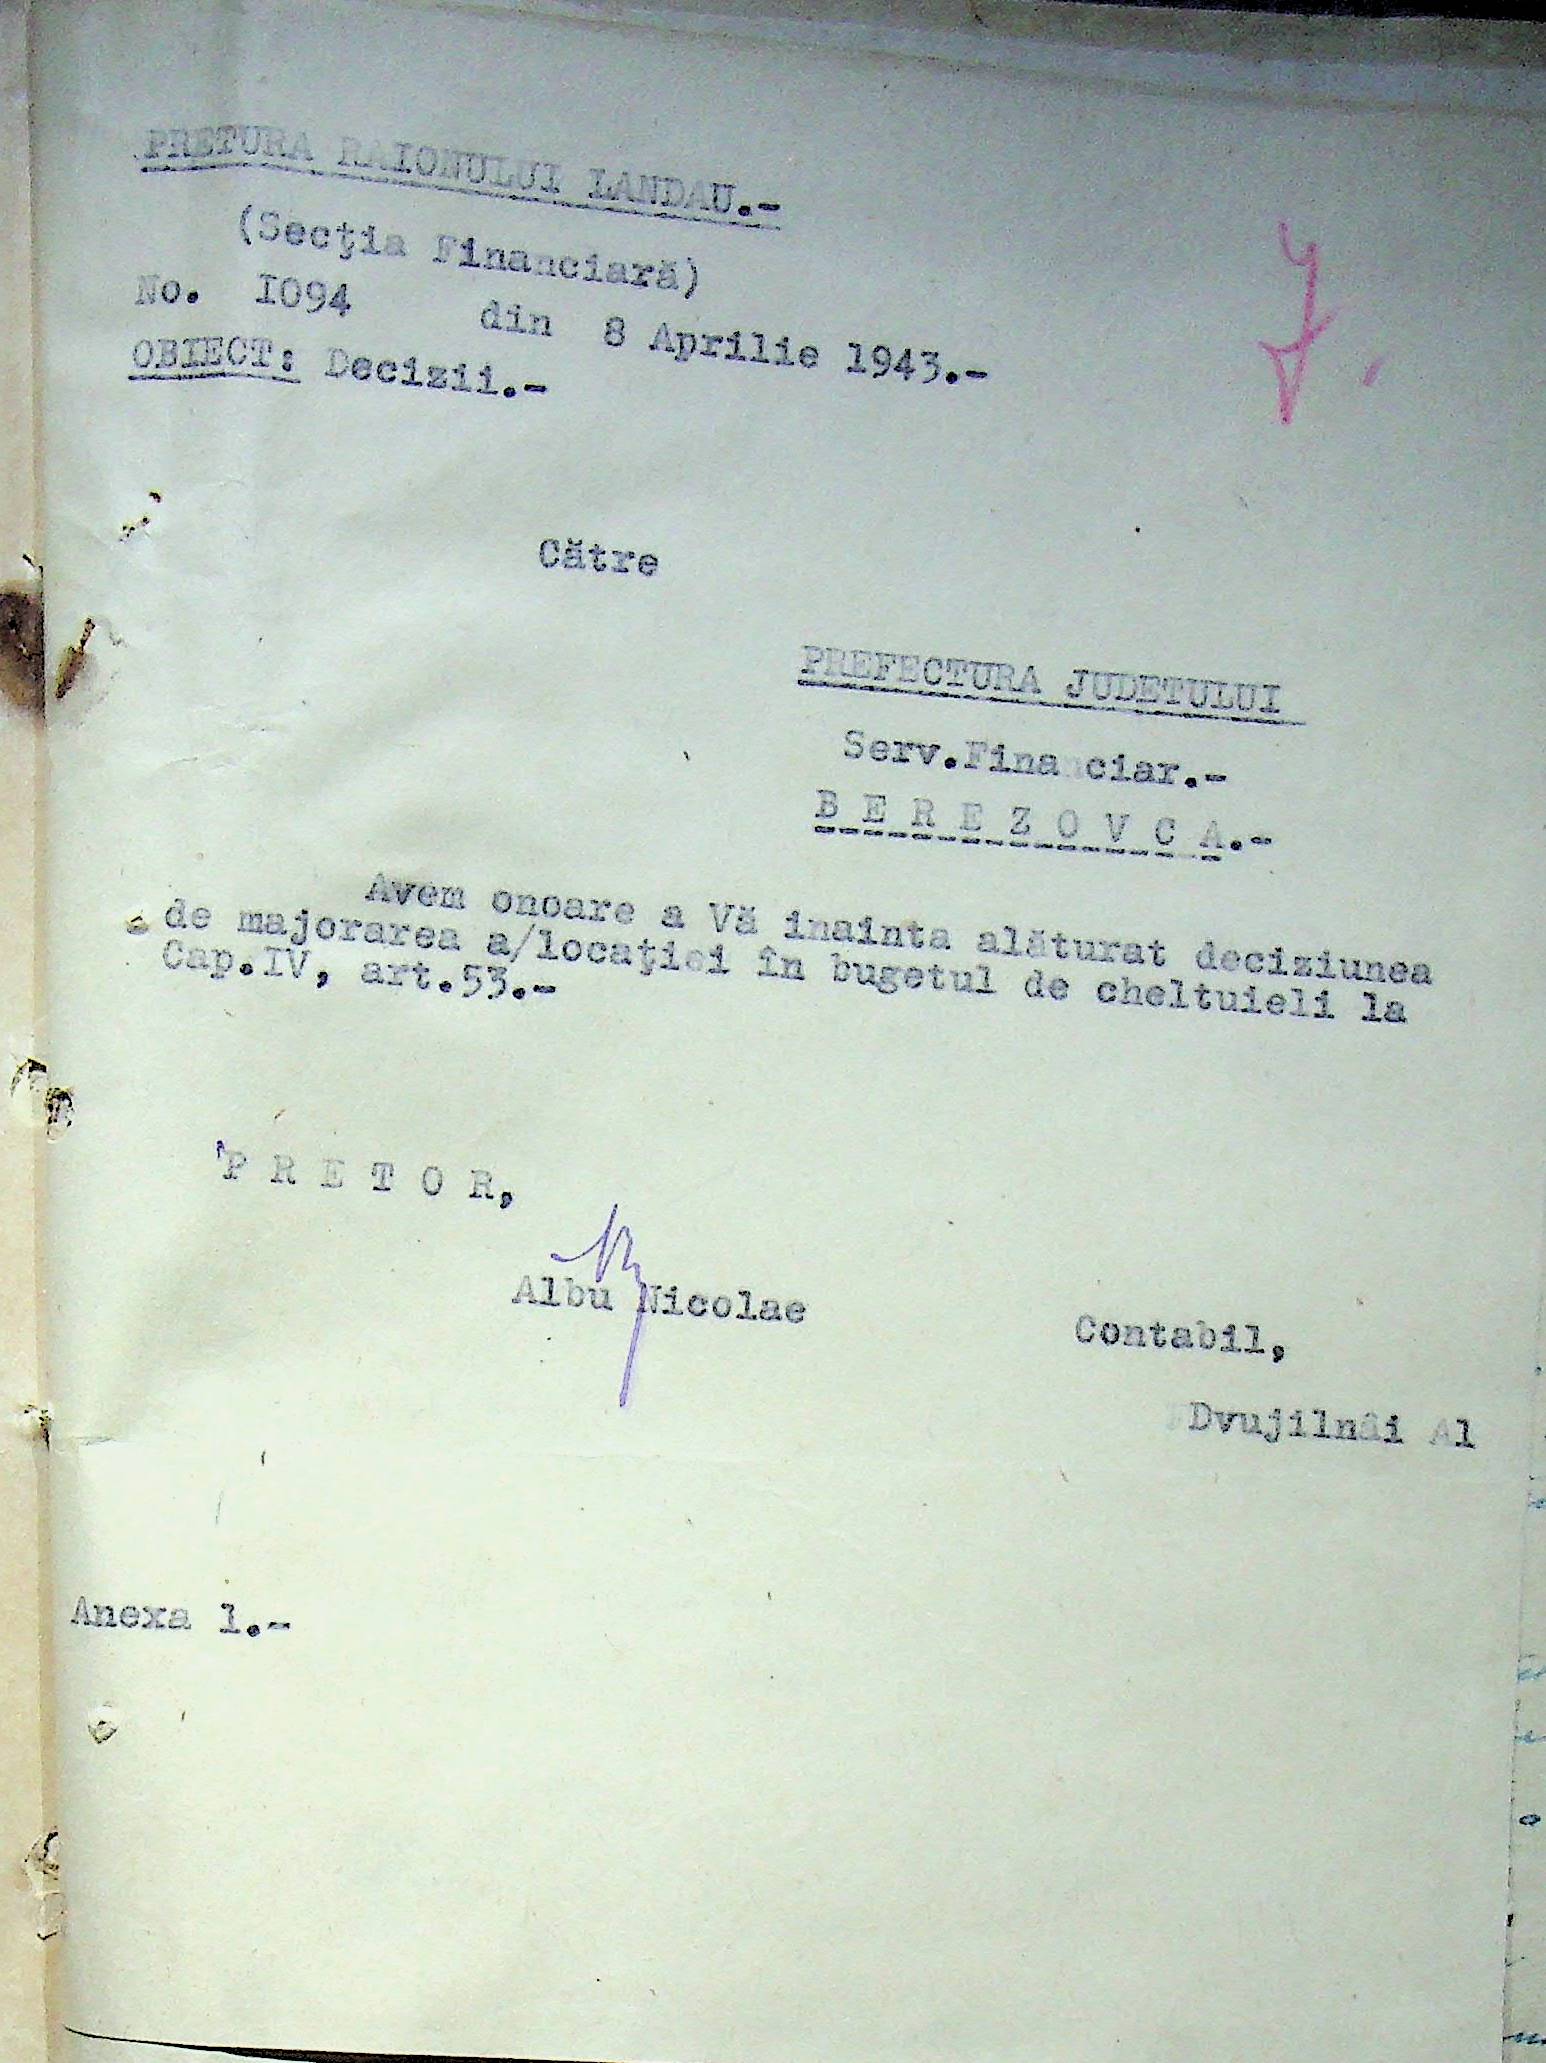 PRETURA RAIONULUI LANDAU.-
(Secţia Financiară)
No. I094 din 8 Aprilie 1943.-
OBIECT: Decizii.-
Cătrе
PREFECTURA JUDETULUI
Serv.Financiar.-
B E R E Z O V C A.-
Avem onoare a Vă inainta alăturat deciziunea
de majorarea a/locaţiei în bugetul de cheltuieli la
Cap.IV, art.53.-
P R E T O R,
Albu Nicolae
Contabil,
Dvujilnâi Al
Anexa 1.-